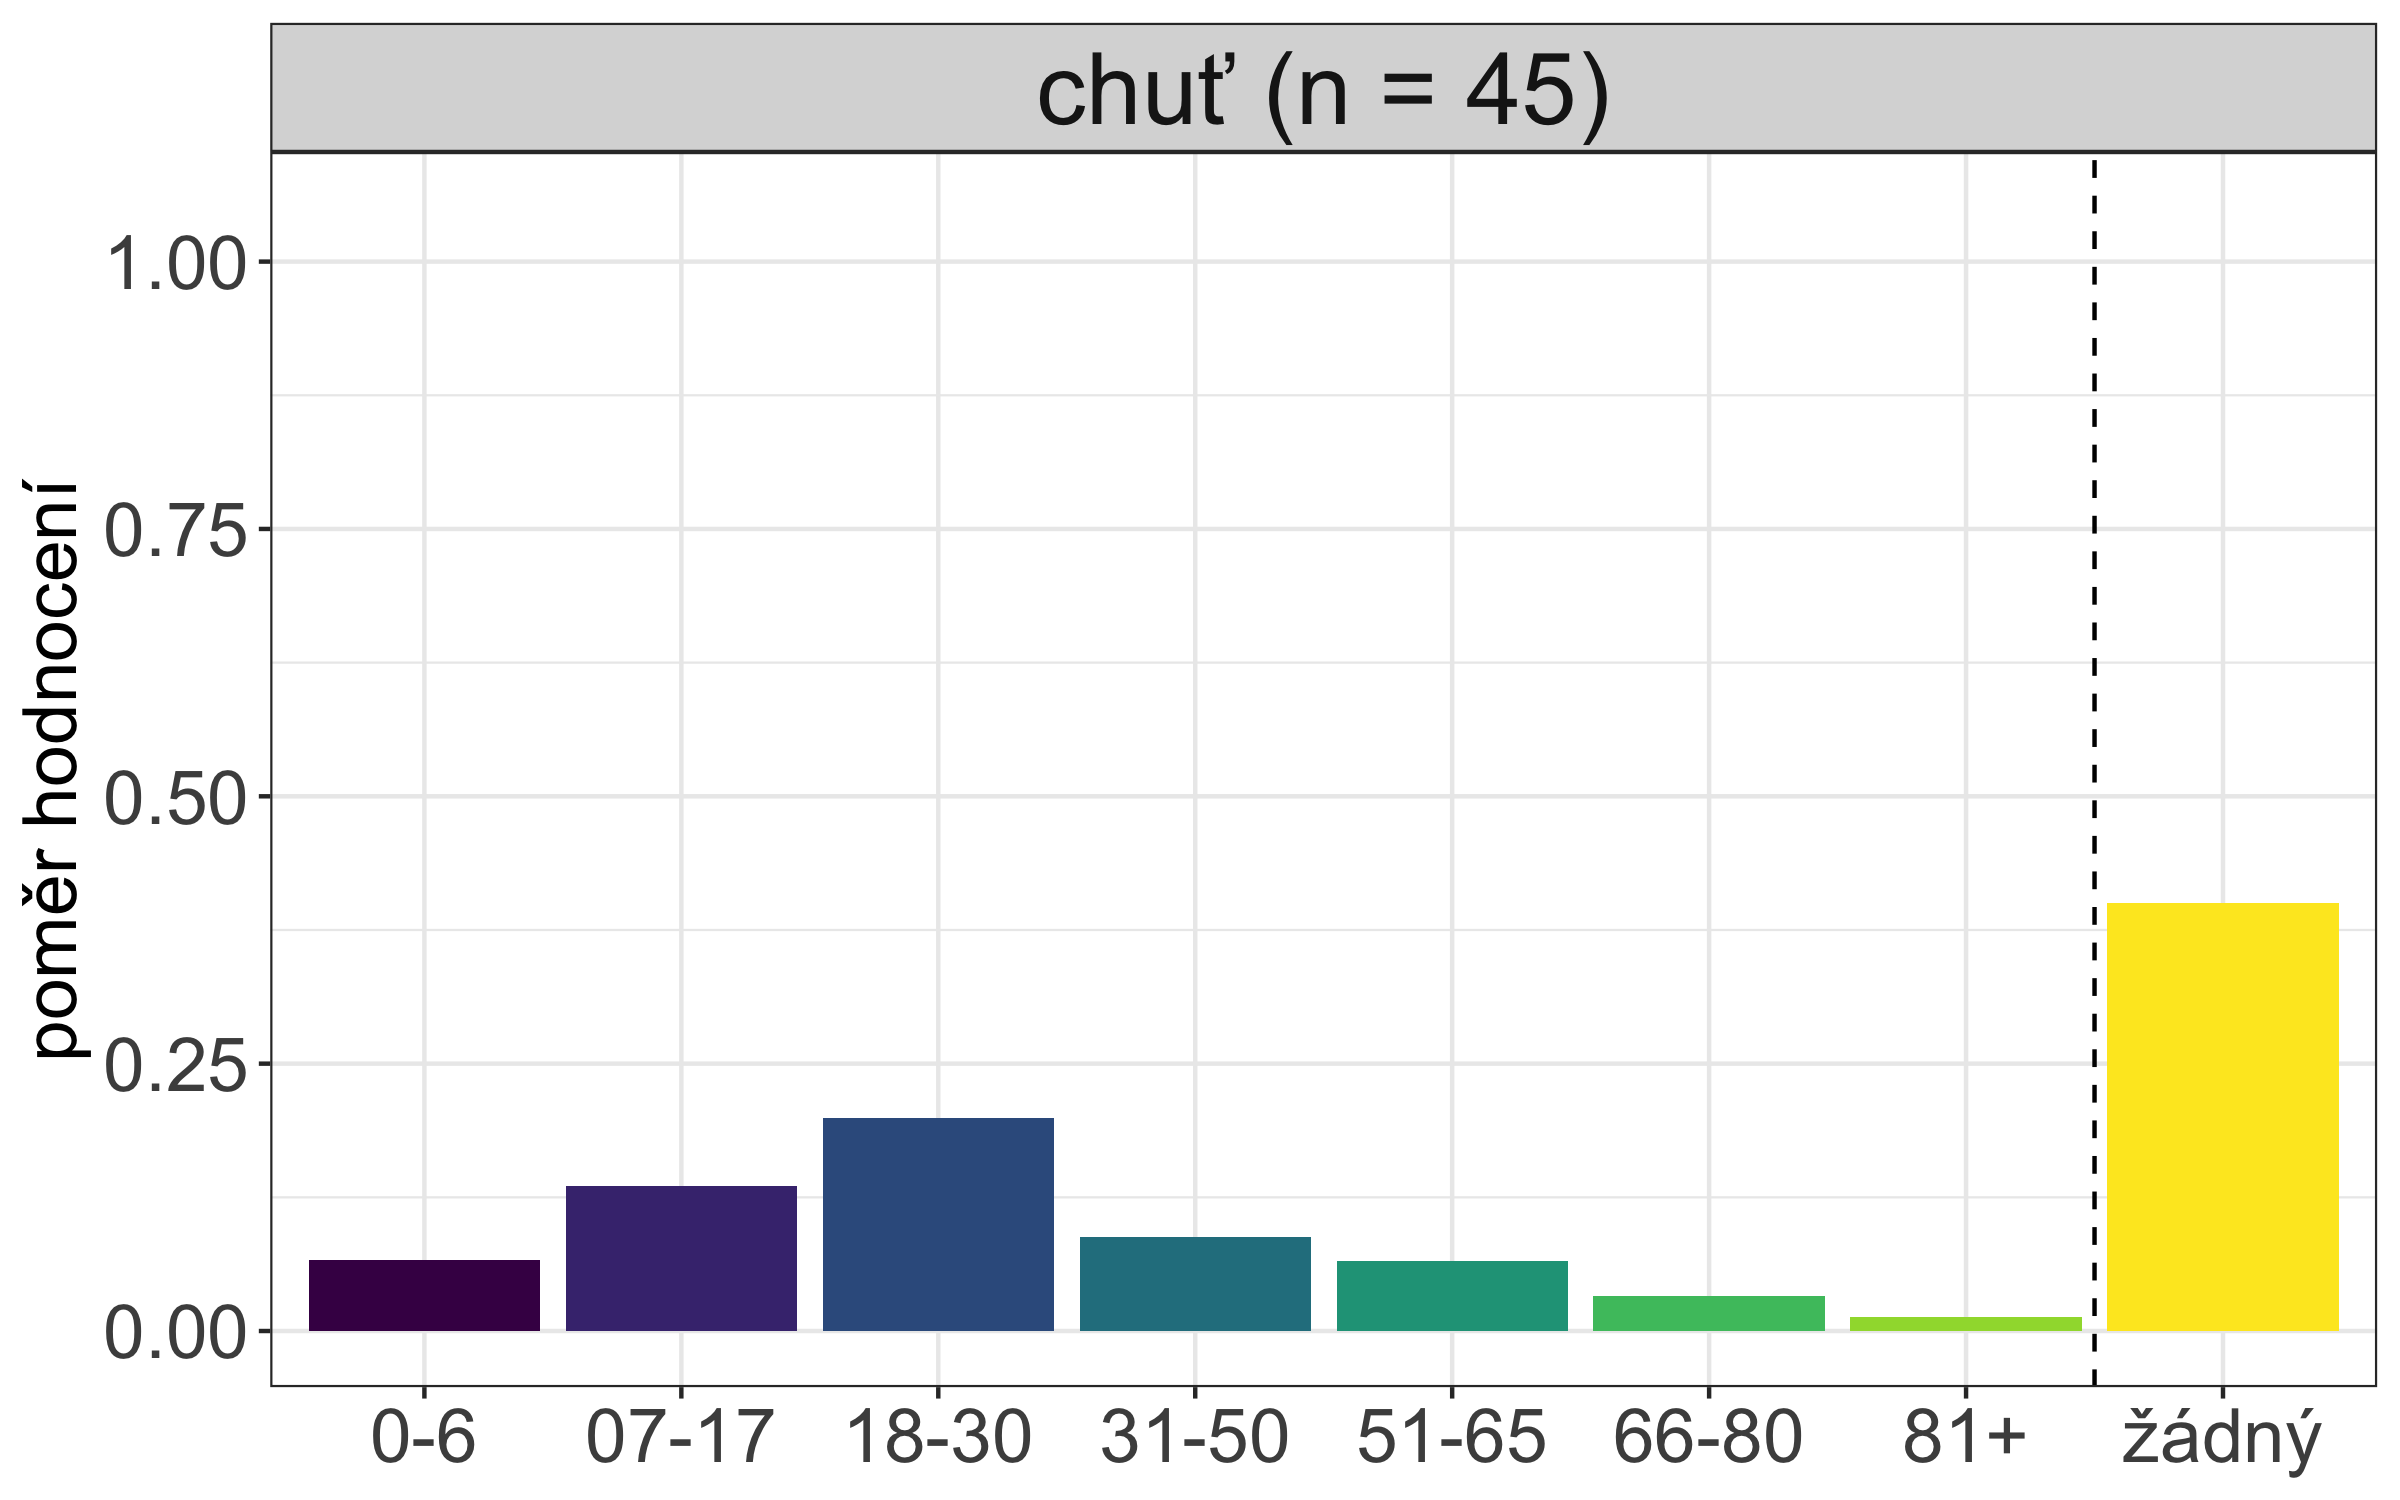 chuť (n = 45)
poměr hodnocení
1.00
0.75
0.50
0.25
0.00
0-6 07-17 18-30 31-50 51-65 66-80 81+ žádný